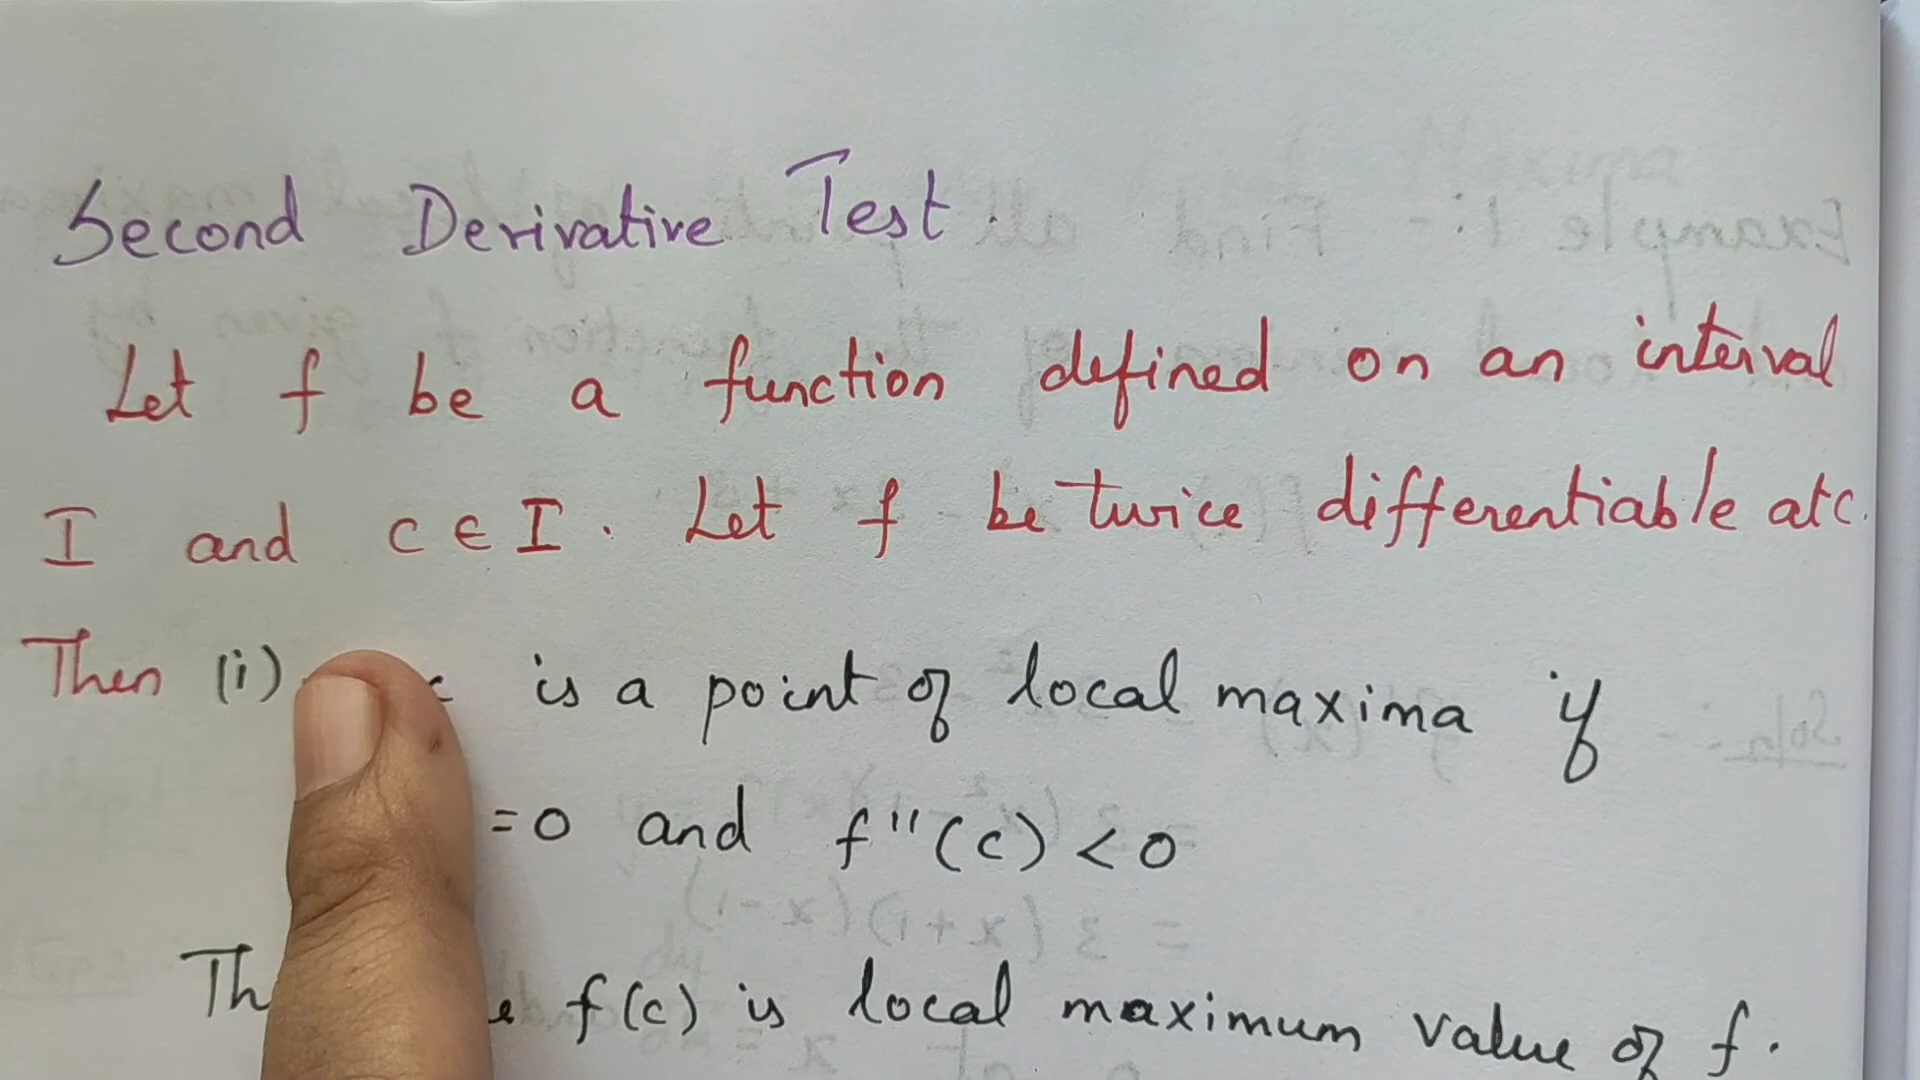 Second Derivative Test.
Let f be a function defined on an interval
I and c ∈ I. Let f be twice differentiable at c.
Then (i) c is a point of local maxima if
=0 and f''(c) <0
f(c) is local maximum value of f.